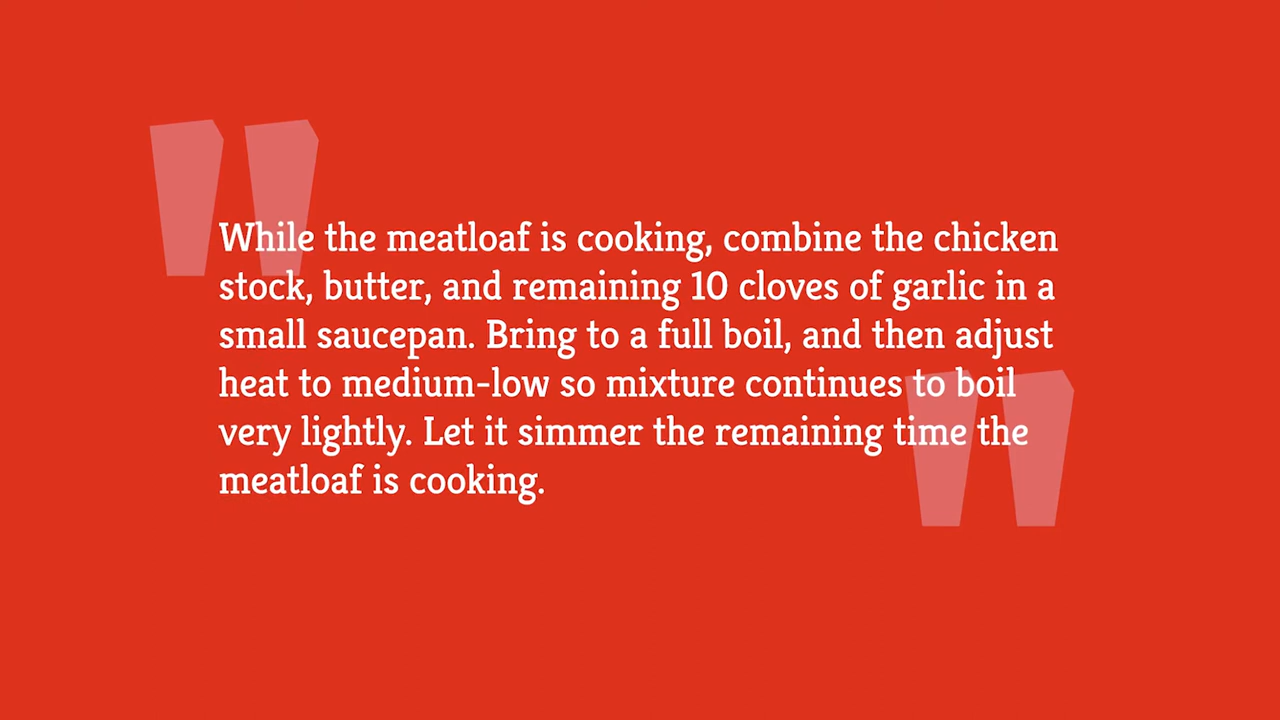 While the meatloaf is cooking, combine the chicken
stock, butter, and remaining 10 cloves of garlic in a
small saucepan. Bring to a full boil, and then adjust
heat to medium-low so mixture continues to boil
very lightly. Let it simmer the remaining time the
meatloaf is cooking.